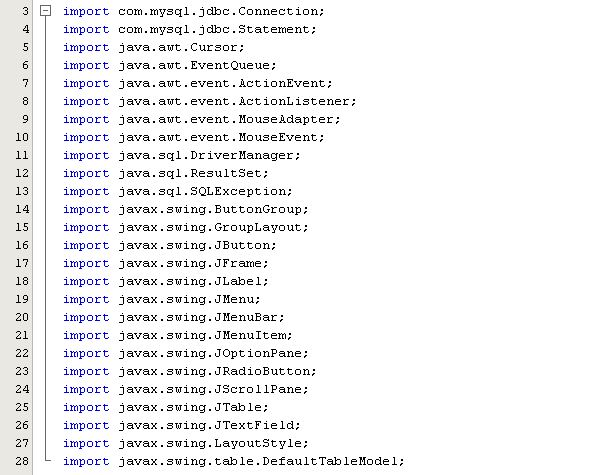 3 import com.mysql.jdbc.Connection;
4 import com.mysql.jdbc.Statement;
5 import java.awt.Cursor;
6 import java.awt.EventQueue;
7 import java.awt.event.ActionEvent;
8 import java.awt.event.ActionListener;
9 import java.awt.event.MouseAdapter;
10 import java.awt.event.MouseEvent;
11 import java.sql.DriverManager;
12 import java.sql.ResultSet;
13 import java.sql.SQLException;
14 import javax.swing.ButtonGroup;
15 import javax.swing.GroupLayout;
16 import javax.swing.JButton;
17 import javax.swing.JFrame;
18 import javax.swing.JLabel;
19 import javax.swing.JMenu;
20 import javax.swing.JMenuBar;
21 import javax.swing.JMenuItem;
22 import javax.swing.JOptionPane;
23 import javax.swing.JRadioButton;
24 import javax.swing.JScrollPane;
25 import javax.swing.JTable;
26 import javax.swing.JTextField;
27 import javax.swing.LayoutStyle;
28 import javax.swing.table.DefaultTableModel;